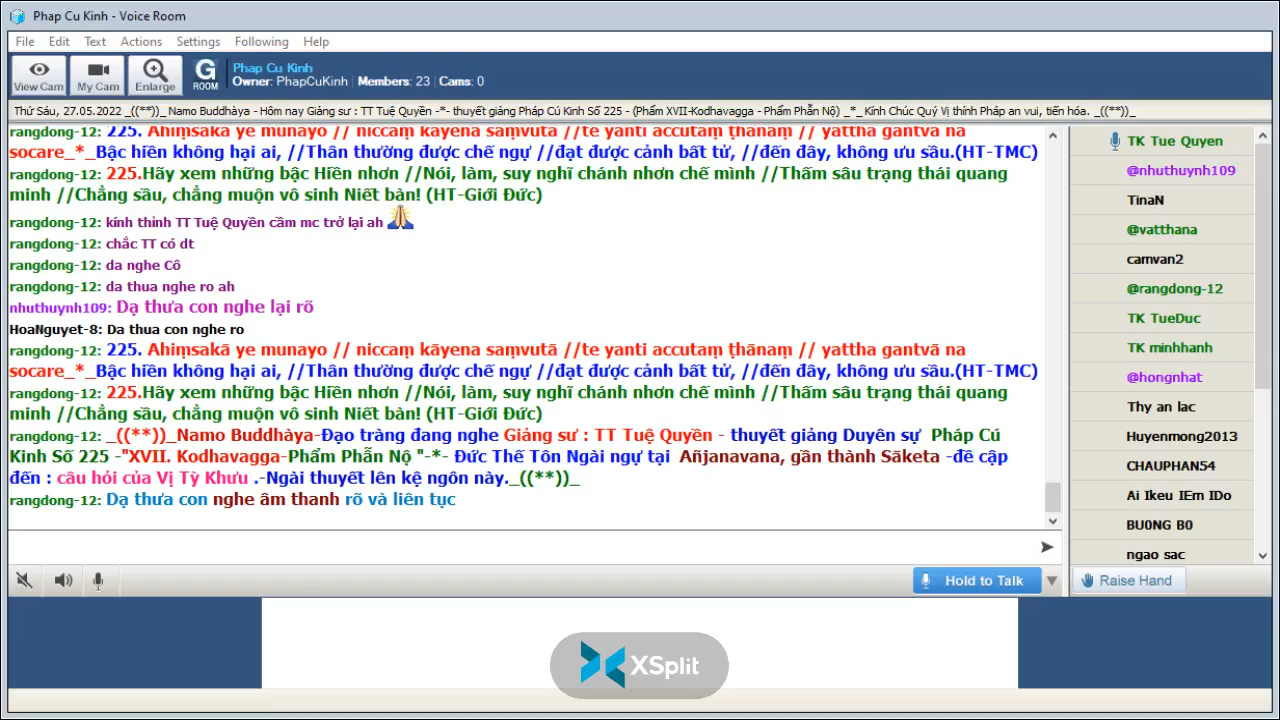 Phap Cu Kinh - Voice Room
File Edit Text Actions Settings Following Help
View Cam My Cam Enlarge G ROOM
Phap Cu Kinh
Owner: PhapCuKinh | Members: 23 | Cams: 0
Thứ Sáu, 27.05.2022 _((**))_ Namo Buddhàya - Hôm nay Giảng sư : TT Tuệ Quyền -*- thuyết giảng Pháp Cú Kinh Số 225 - (Phẩm XVII-Kodhavagga - Phẩm Phẫn Nộ) _*_ Kính Chúc Quý Vị thính Pháp an vui, tiến hóa. _((**))_
rangdong-12: 225. Ahiṃsakā ye munayo // niccaṃ kāyena saṃvutā //te yanti accutaṃ ṭhānaṃ // yattha gantvā na
socare_*_Bậc hiền không hại ai, //Thân thường được chế ngự //đạt được cảnh bất tử, //đến đây, không ưu sầu.(HT-TMC)
rangdong-12: 225.Hãy xem những bậc Hiền nhơn //Nói, làm, suy nghĩ chánh nhơn chế mình //Thấm sâu trạng thái quang
minh //Chẳng sầu, chẳng muộn vô sinh Niết bàn! (HT-Giới Đức)
rangdong-12: kính thỉnh TT Tuệ Quyền cầm mc trở lại ah 🙏
rangdong-12: chắc TT có dt
rangdong-12: da nghe Cô
rangdong-12: da thua nghe ro ah
nhuthuynh109: Dạ thưa con nghe lại rõ
HoaNguyet-8: Da thua con nghe ro
rangdong-12: 225. Ahiṃsakā ye munayo // niccaṃ kāyena saṃvutā //te yanti accutaṃ ṭhānaṃ // yattha gantvā na
socare_*_Bậc hiền không hại ai, //Thân thường được chế ngự //đạt được cảnh bất tử, //đến đây, không ưu sầu.(HT-TMC)
rangdong-12: 225.Hãy xem những bậc Hiền nhơn //Nói, làm, suy nghĩ chánh nhơn chế mình //Thấm sâu trạng thái quang
minh //Chẳng sầu, chẳng muộn vô sinh Niết bàn! (HT-Giới Đức)
rangdong-12: _((**))_Namo Buddhàya-Đạo tràng đang nghe Giảng sư : TT Tuệ Quyền - thuyết giảng Duyên sự Pháp Cú
Kinh Số 225 -"XVII. Kodhavagga-Phẩm Phẫn Nộ "-*- Đức Thế Tôn Ngài ngự tại Añjanavana, gần thành Sāketa -đề cập
đến : câu hỏi của Vị Tỳ Khưu .-Ngài thuyết lên kệ ngôn này._((**))_
rangdong-12: Dạ thưa con nghe âm thanh rõ và liên tục
TK Tue Quyen
@nhuthuynh109
TinaN
@vatthana
camvan2
@rangdong-12
TK TueDuc
TK minhhanh
@hongnhat
Thy an lac
Huyenmong2013
CHAUPHAN54
Ai lkeu IEm IDo
BU0NG B0
ngao sac
Hold to Talk
Raise Hand
XSplit